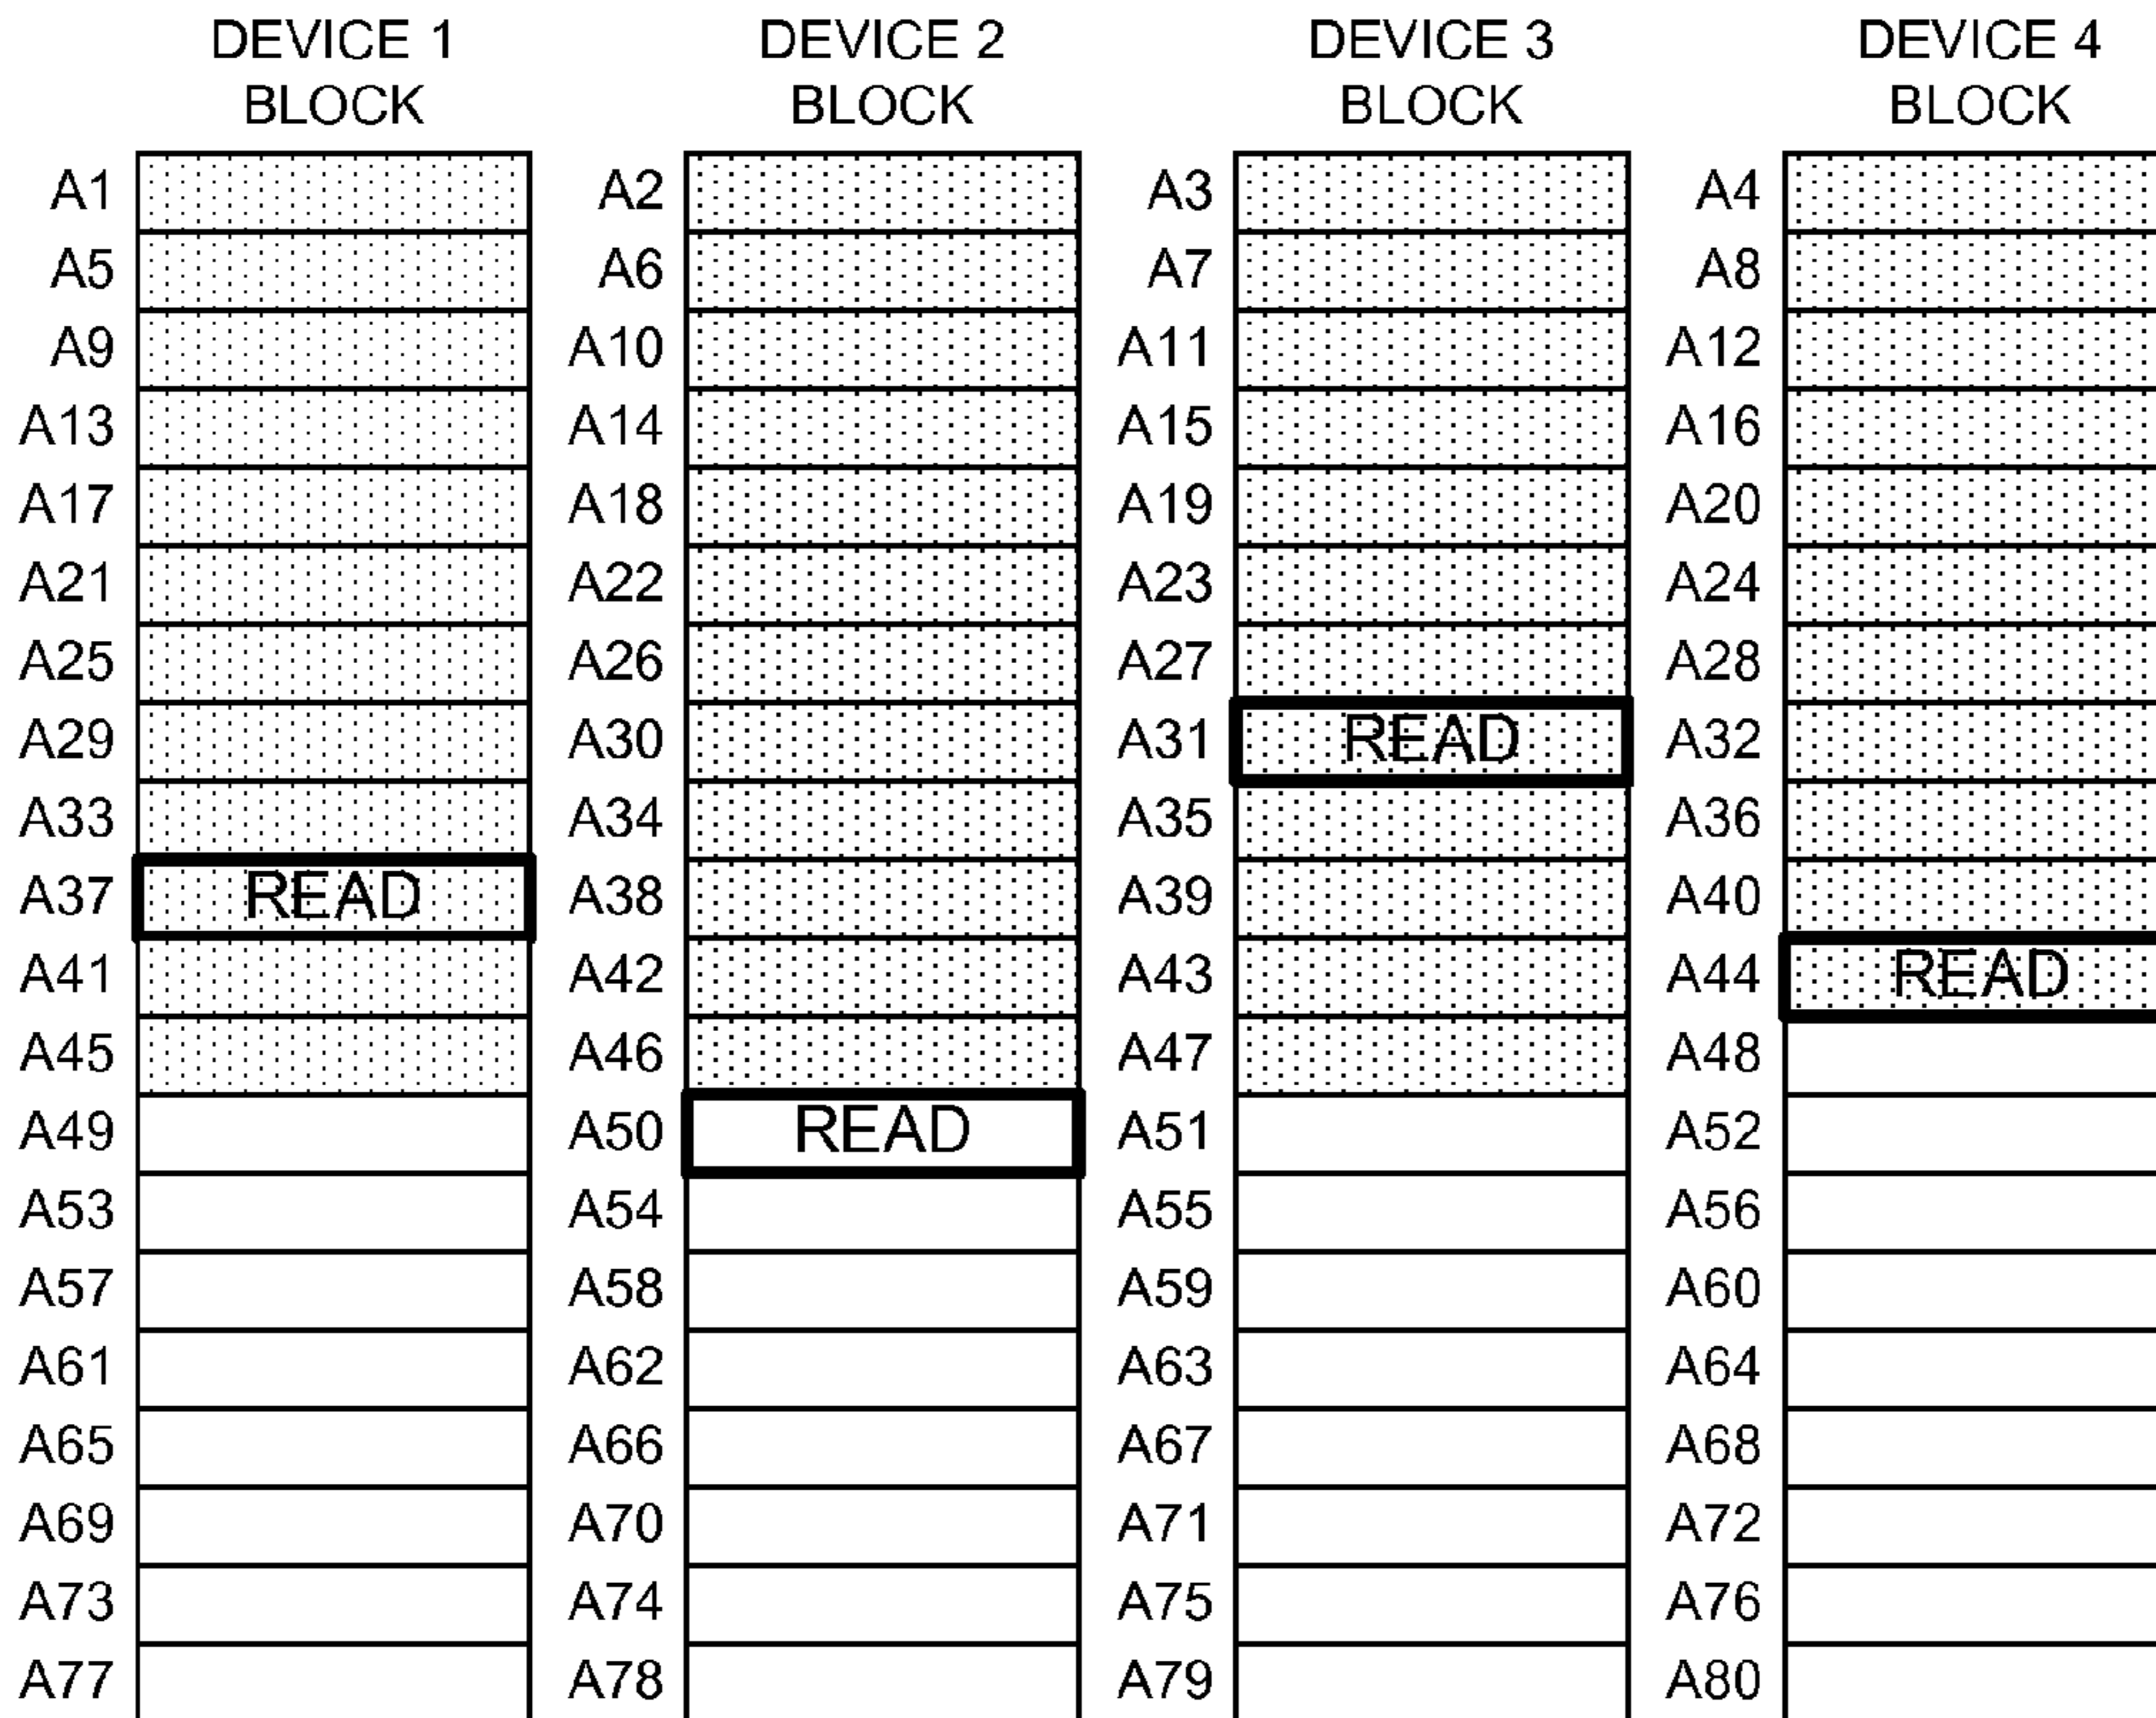 DEVICE 1 DEVICE 2 DEVICE 3 DEVICE 4
BLOCK BLOCK BLOCK BLOCK
A1 A2 A3 A4
A5 A6 A7 A8
A9 A10 A11 A12
A13 A14 A15 A16
A17 A18 A19 A20
A21 A22 A23 A24
A25 A26 A27 A28
A29 A30 A31 READ A32
A33 A34 A35 A36
A37 READ A38 A39 A40
A41 A42 A43 A44 READ
A45 A46 A47 A48
A49 A50 READ A51 A52
A53 A54 A55 A56
A57 A58 A59 A60
A61 A62 A63 A64
A65 A66 A67 A68
A69 A70 A71 A72
A73 A74 A75 A76
A77 A78 A79 A80